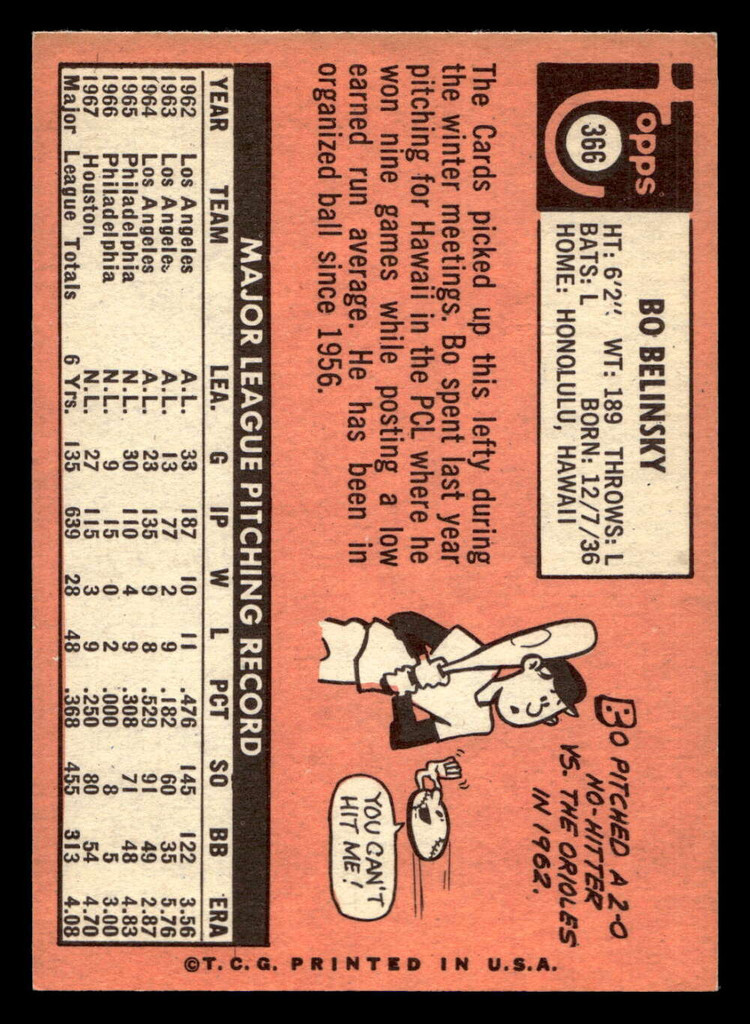 Topps
366
BO BELINSKY
HT: 6'2" WT: 189 THROWS: L
BATS: L BORN: 12/7/36
HOME: HONOLULU, HAWAII
The Cards picked up this lefty during
the winter meetings. Bo spent last year
pitching for Hawaii in the PCL where he
won nine games while posting a low
earned run average. He has been in
organized ball since 1956.
BO PITCHED A 2-0
NO-HITTER
VS. THE ORIOLES
IN 1962.
YOU CAN'T
HIT ME!
MAJOR LEAGUE PITCHING RECORD
YEAR TEAM LEA. G IP W L PCT SO BB ERA
1962 Los Angeles A.L. 33 187 10 11 .476 145 122 3.56
1963 Los Angeles A.L. 13 77 2 9 .182 60 35 5.76
1964 Los Angeles A.L. 23 135 9 8 .529 91 49 2.87
1965 Philadelphia N.L. 30 110 4 9 .308 71 48 4.83
1966 Philadelphia N.L. 9 15 0 2 .000 8 5 3.00
1967 Houston N.L. 27 115 3 9 .250 80 54 4.70
Major League Totals 6 Yrs. 135 639 28 48 .368 455 313 4.08
©T.C.G. PRINTED IN U.S.A.